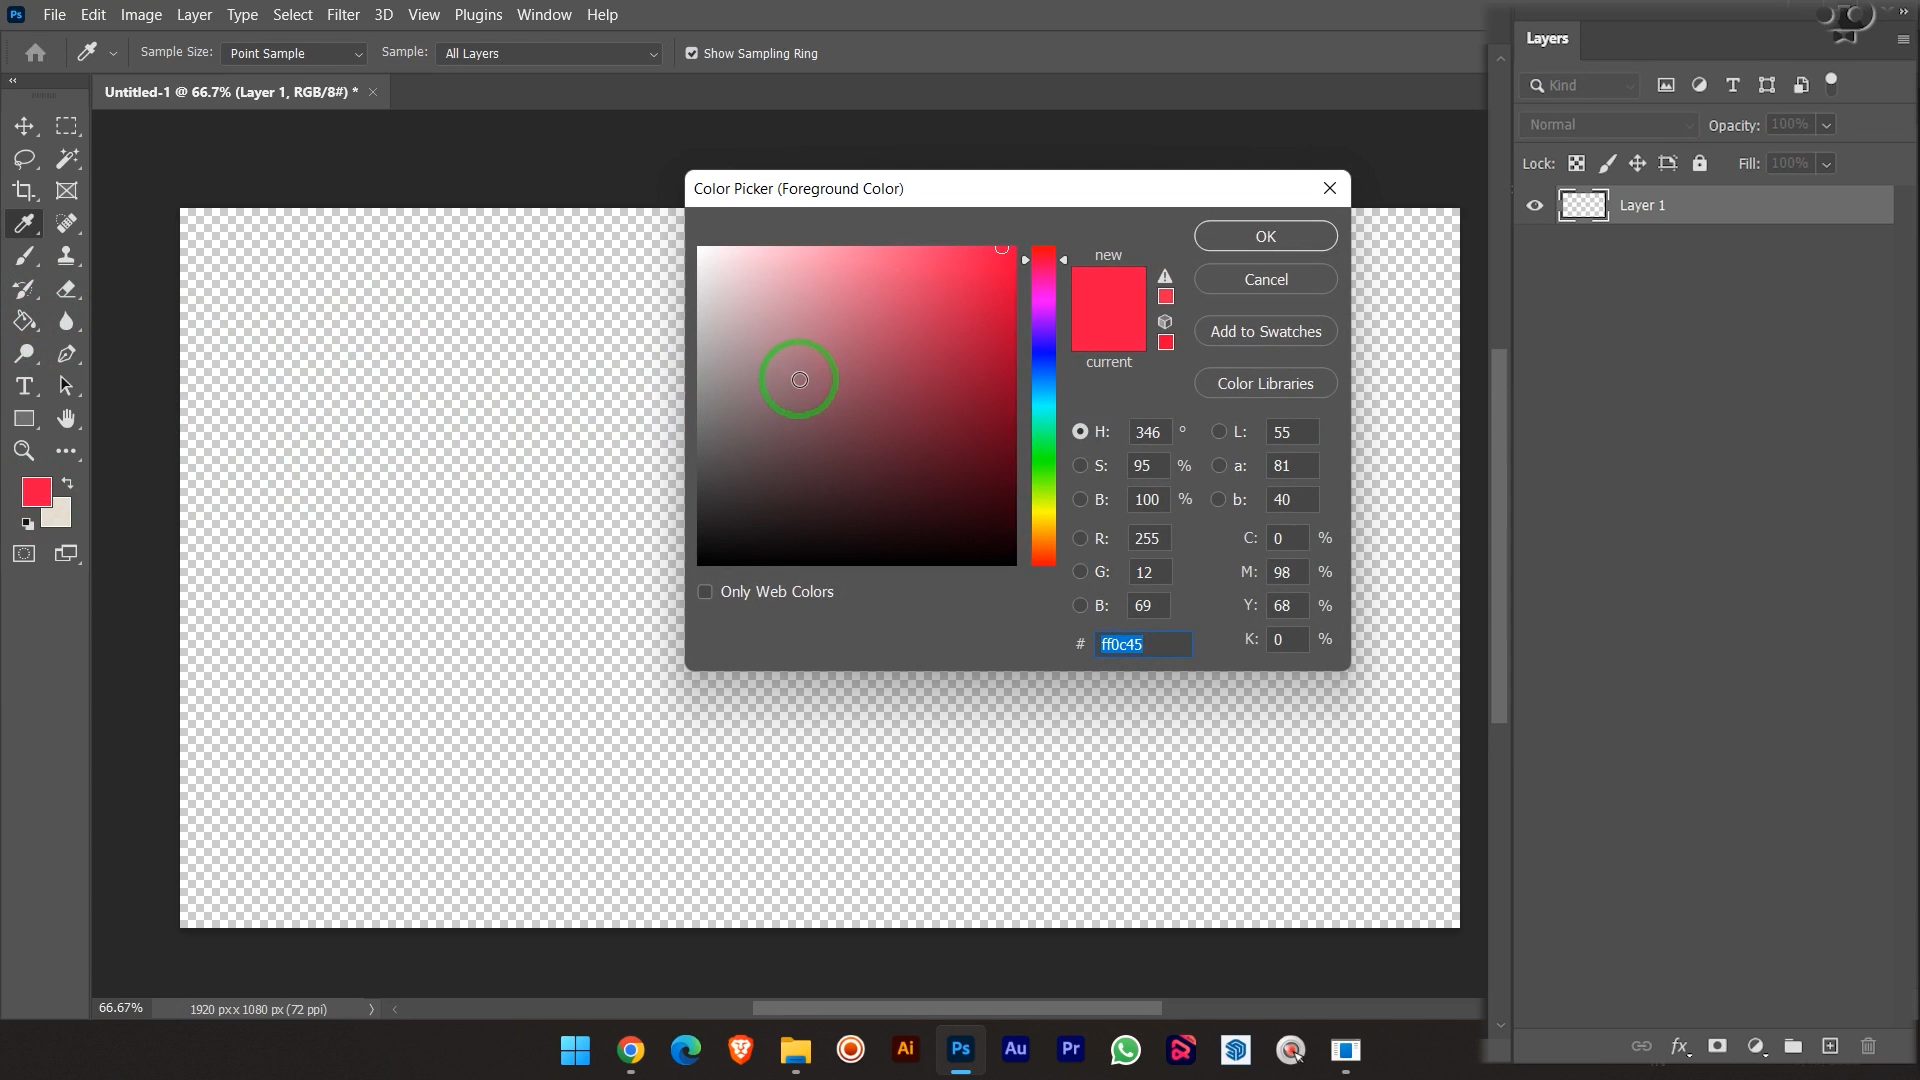 Ps File Edit Image Layer Type Select Filter 3D View Plugins Window Help
Sample Size: Point Sample Sample: All Layers Show Sampling Ring
Untitled-1 @ 66.7% (Layer 1, RGB/8#) *
Layers
Kind
Normal Opacity: 100%
Lock: Fill: 100%
Layer 1
Color Picker (Foreground Color)
new
current
OK
Cancel
Add to Swatches
Color Libraries
H: 346 ° L: 55
S: 95 % a: 81
B: 100 % b: 40
R: 255 C: 0 %
G: 12 M: 98 %
B: 69 Y: 68 %
# ff0c45 K: 0 %
Only Web Colors
66.67% 1920 px x 1080 px (72 ppi)
fx
Ai Ps Au Pr